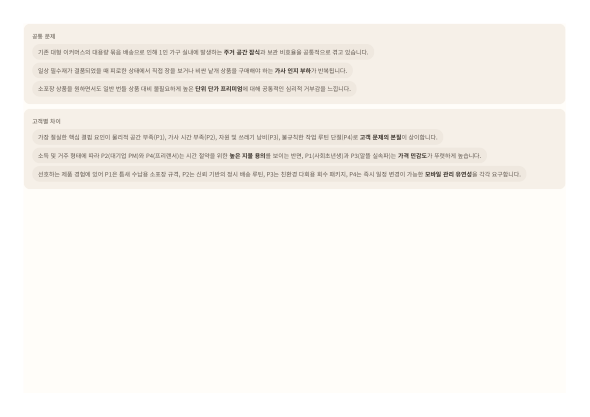 공통 문제
기존 대형 이커머스의 대용량 묶음 배송으로 인해 1인 가구 실내에 발생하는 주거 공간 잠식과 보관 비효율을 공통적으로 겪고 있습니다.
일상 필수재가 결품되었을 때 피로한 상태에서 직접 장을 보거나 비싼 낱개 상품을 구매해야 하는 가사 인지 부하가 반복됩니다.
소포장 상품을 원하면서도 일반 번들 상품 대비 불필요하게 높은 단위 단가 프리미엄에 대해 공통적인 심리적 거부감을 느낍니다.
고객별 차이
가장 절실한 핵심 결핍 요인이 물리적 공간 부족(P1), 가사 시간 부족(P2), 자원 및 쓰레기 낭비(P3), 불규칙한 작업 루틴 단절(P4)로 고객 문제의 본질이 상이합니다.
소득 및 거주 형태에 따라 P2(대기업 PM)와 P4(프리랜서)는 시간 절약을 위한 높은 지불 용의를 보이는 반면, P1(사회초년생)과 P3(알뜰 실속파)는 가격 민감도가 뚜렷하게 높습니다.
선호하는 제품 경험에 있어 P1은 틈새 수납용 소포장 규격, P2는 신뢰 기반의 정시 배송 루틴, P3는 친환경 다회용 회수 패키지, P4는 즉시 일정 변경이 가능한 모바일 관리 유연성을 각각 요구합니다.